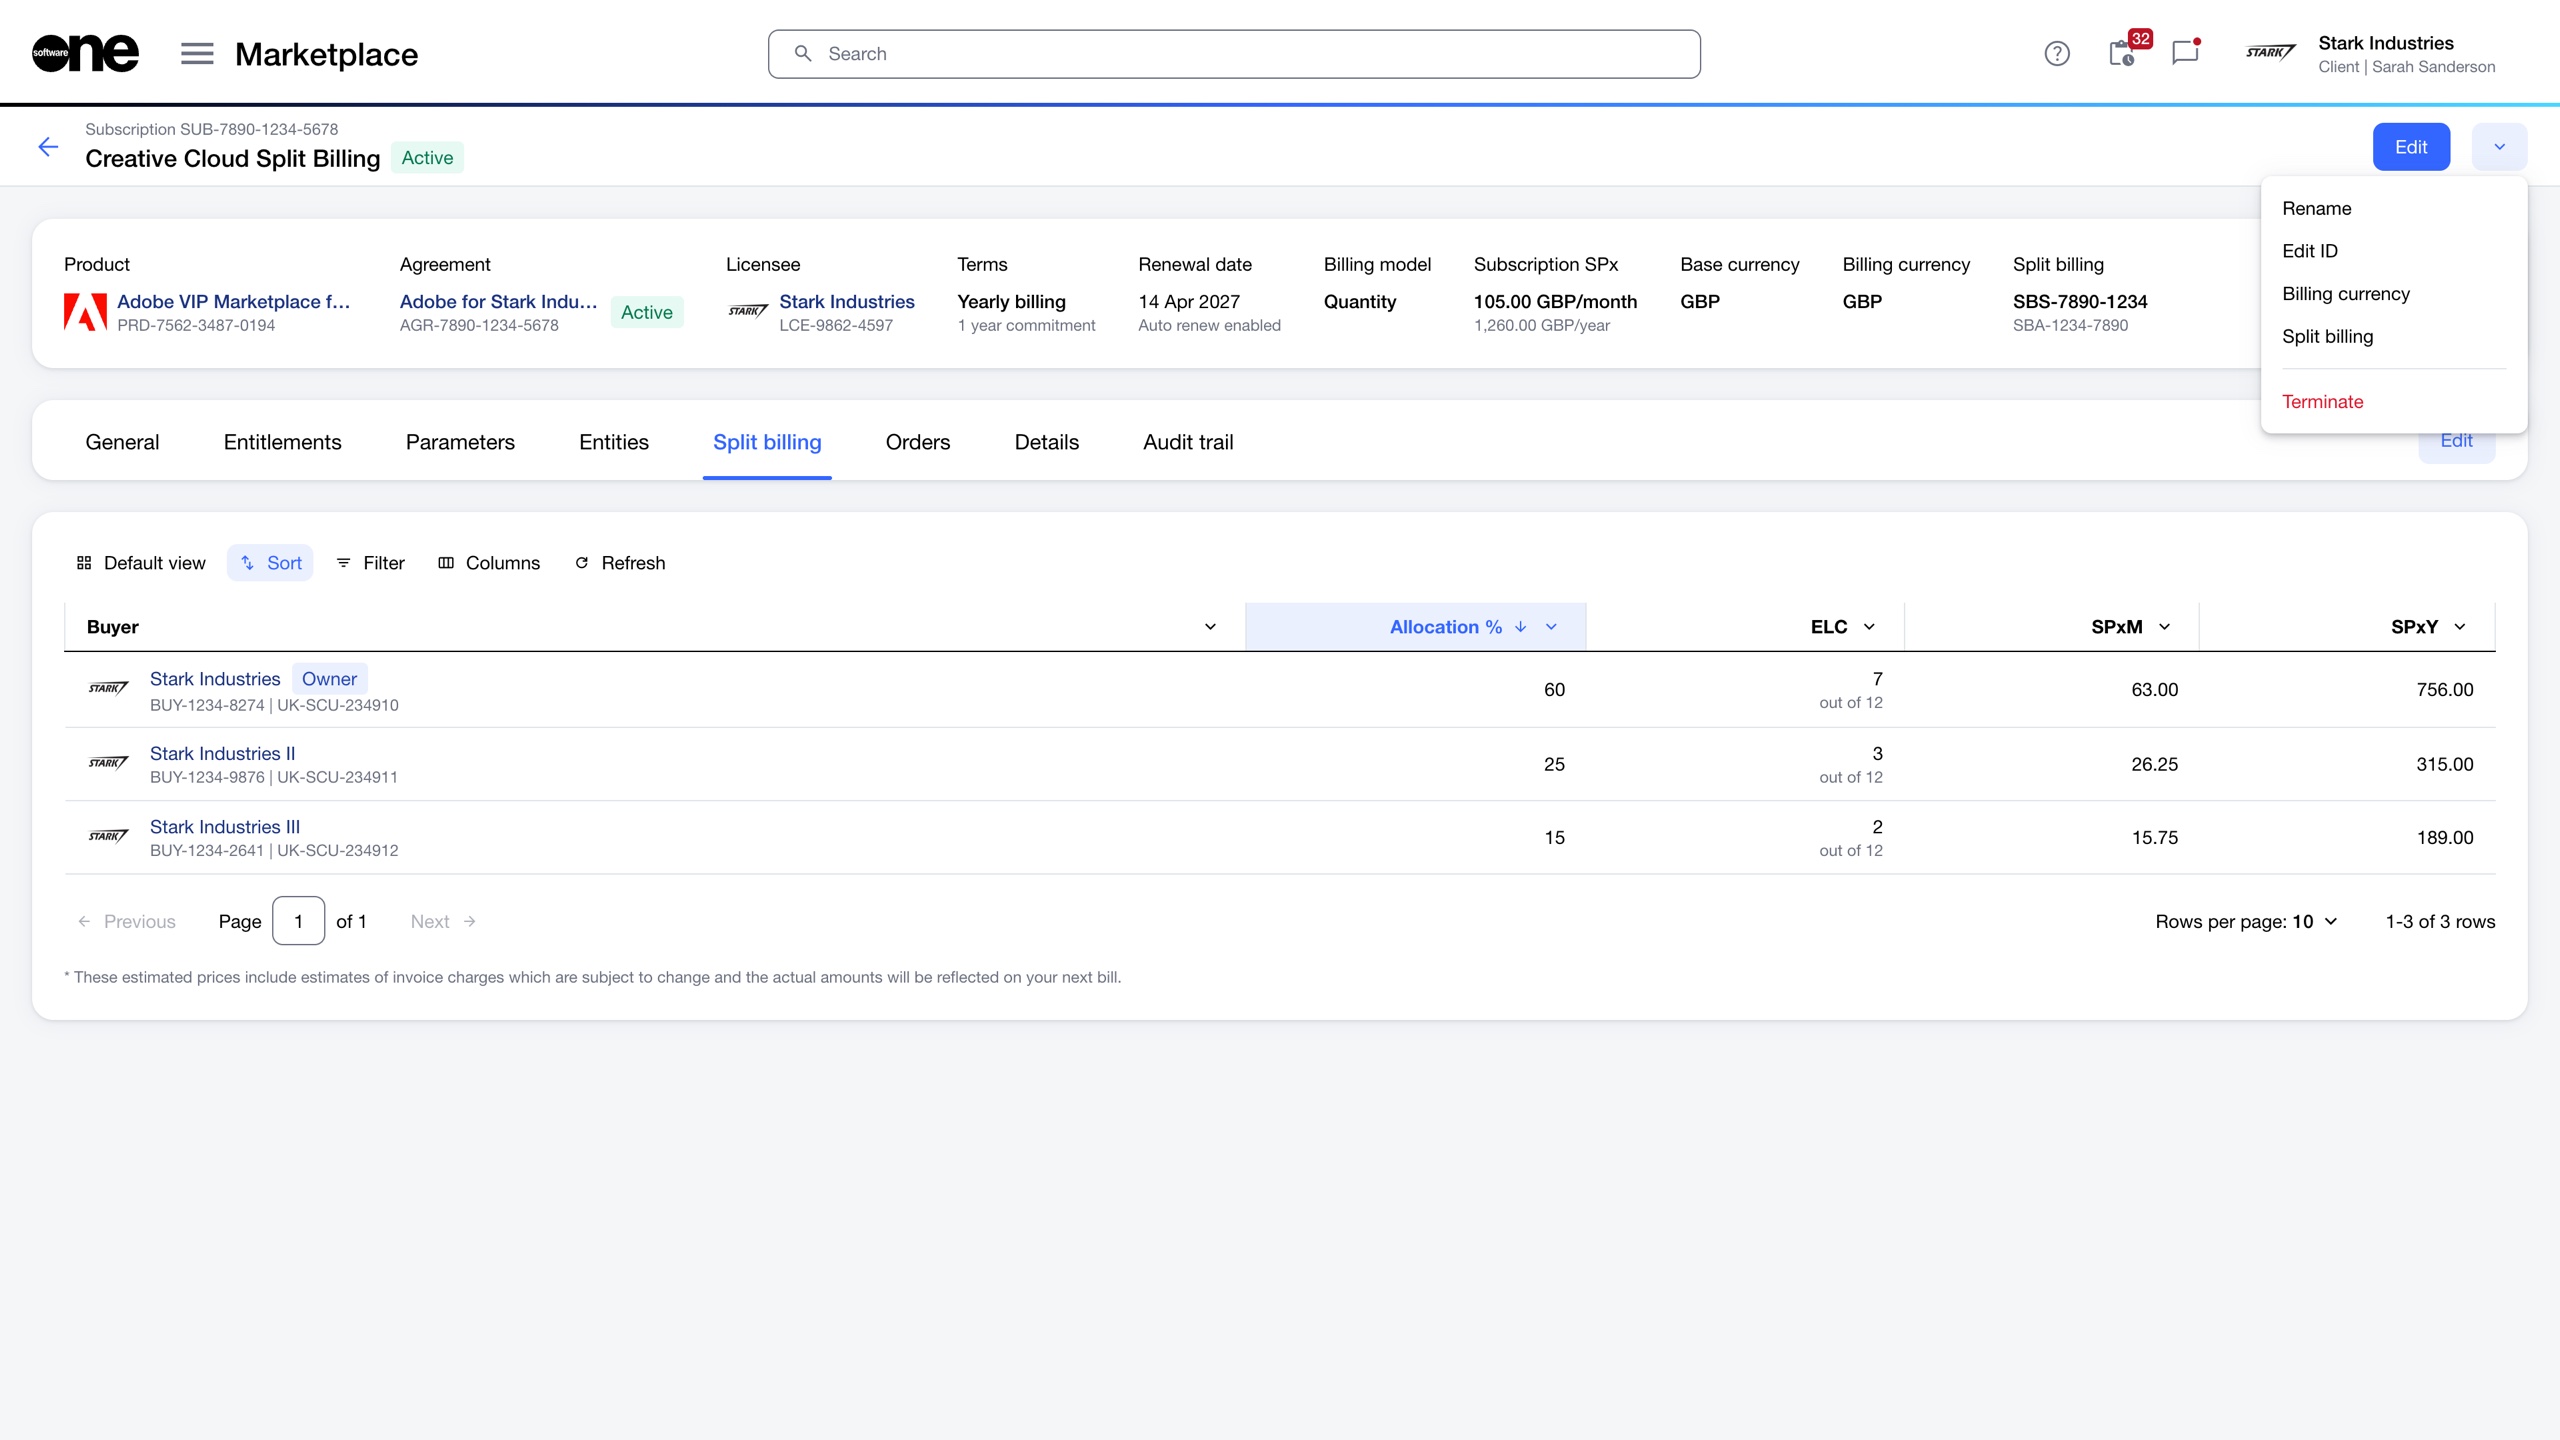 software one
Marketplace
Search
32
Stark Industries
Client | Sarah Sanderson
STARK
Subscription SUB-7890-1234-5678
Creative Cloud Split Billing
Active
Edit
Rename
Edit ID
Billing currency
Split billing
Terminate
Product
Adobe VIP Marketplace f...
PRD-7562-3487-0194
Agreement
Adobe for Stark Indu...
AGR-7890-1234-5678
Active
Licensee
STARK
Stark Industries
LCE-9862-4597
Terms
Yearly billing
1 year commitment
Renewal date
14 Apr 2027
Auto renew enabled
Billing model
Quantity
Subscription SPx
105.00 GBP/month
1,260.00 GBP/year
Base currency
GBP
Billing currency
GBP
Split billing
SBS-7890-1234
SBA-1234-7890
General
Entitlements
Parameters
Entities
Split billing
Orders
Details
Audit trail
Edit
Default view
Sort
Filter
Columns
Refresh
Buyer
Allocation %
ELC
SPxM
SPxY
STARK
Stark Industries
Owner
BUY-1234-8274 | UK-SCU-234910
60
7
out of 12
63.00
756.00
STARK
Stark Industries II
BUY-1234-9876 | UK-SCU-234911
25
3
out of 12
26.25
315.00
STARK
Stark Industries III
BUY-1234-2641 | UK-SCU-234912
15
2
out of 12
15.75
189.00
Previous
Page 1 of 1
Next
Rows per page: 10
1-3 of 3 rows
* These estimated prices include estimates of invoice charges which are subject to change and the actual amounts will be reflected on your next bill.